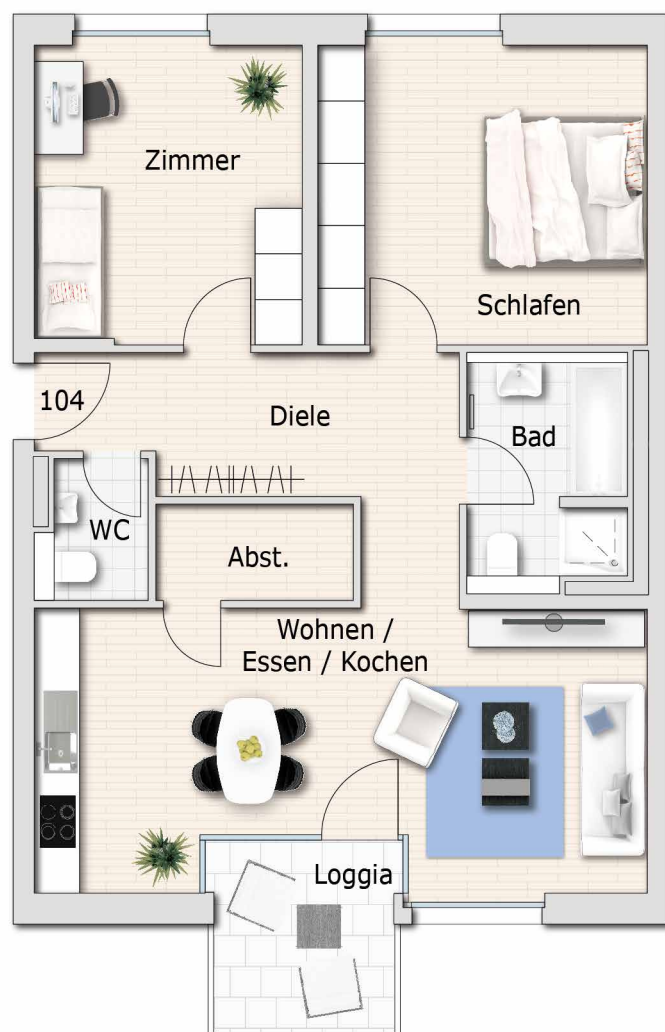 Zimmer
Schlafen
104
Diele
Bad
WC
Abst.
Wohnen /
Essen / Kochen
Loggia